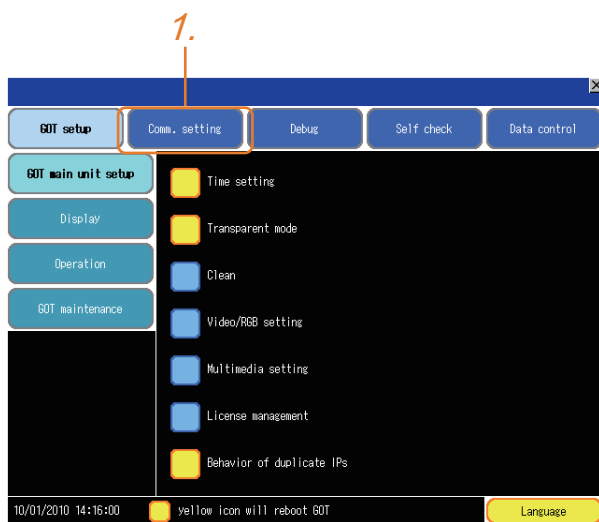 1.
GOT setup
Comm. setting
Debug
Self check
Data control
GOT main unit setup
Display
Operation
GOT maintenance
Time setting
Transparent mode
Clean
Video/RGB setting
Multimedia setting
License management
Behavior of duplicate IPs
10/01/2010 14:16:00
yellow icon will reboot GOT
Language